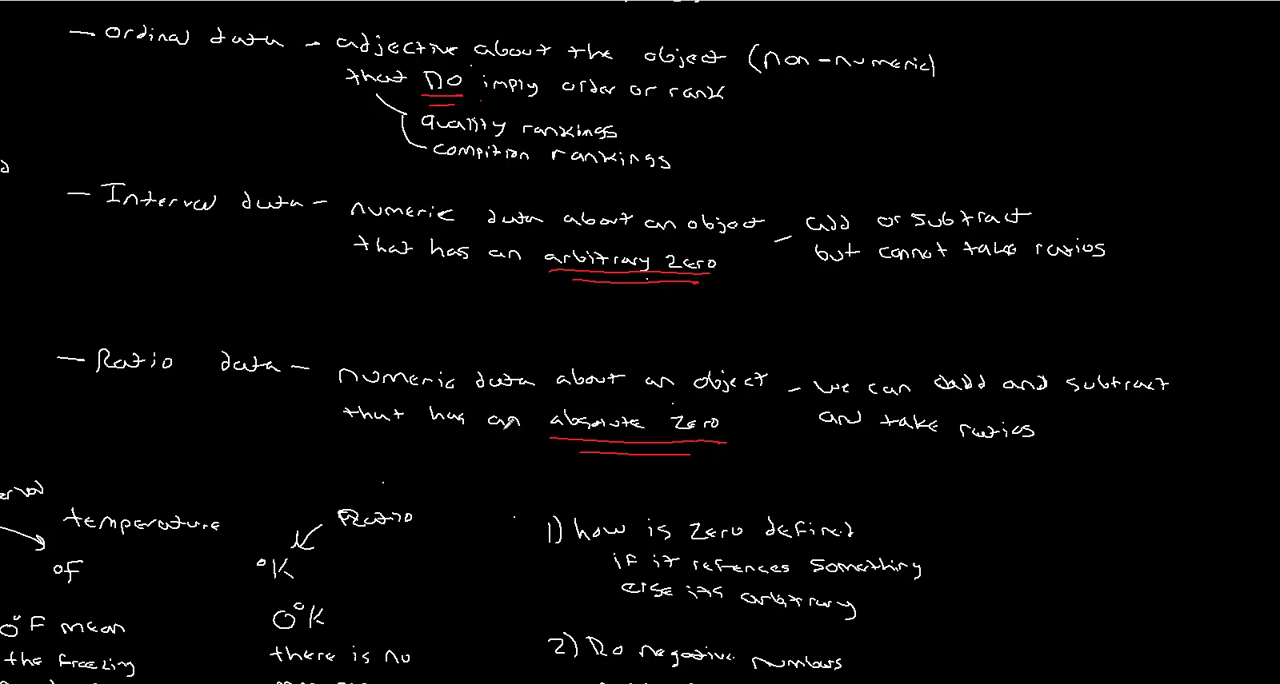 - Ordinal data - adjective about the object (non-numeric)
that DO imply order or rank
quality rankings
compition rankings
- Interval data - numeric data about an object - add or subtract
that has an arbitrary zero but cannot take ratios
- Ratio data - numeric data about an object - we can dadd and subtract
that has an absolute zero and take ratios
temperature
Ratio
°F
°K
0°F mean
the freezing
0°K
there is no
1) how is zero defined
if it refences something
else its arbitrary
2) Do negative numbers